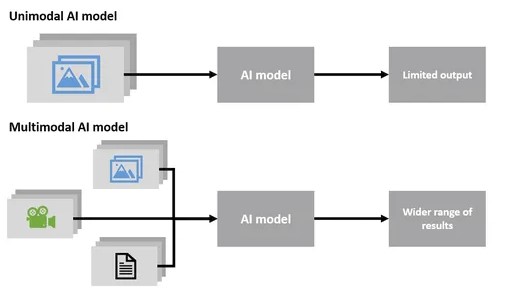 Unimodal AI model
AI model
Limited output
Multimodal AI model
AI model
Wider range of
results